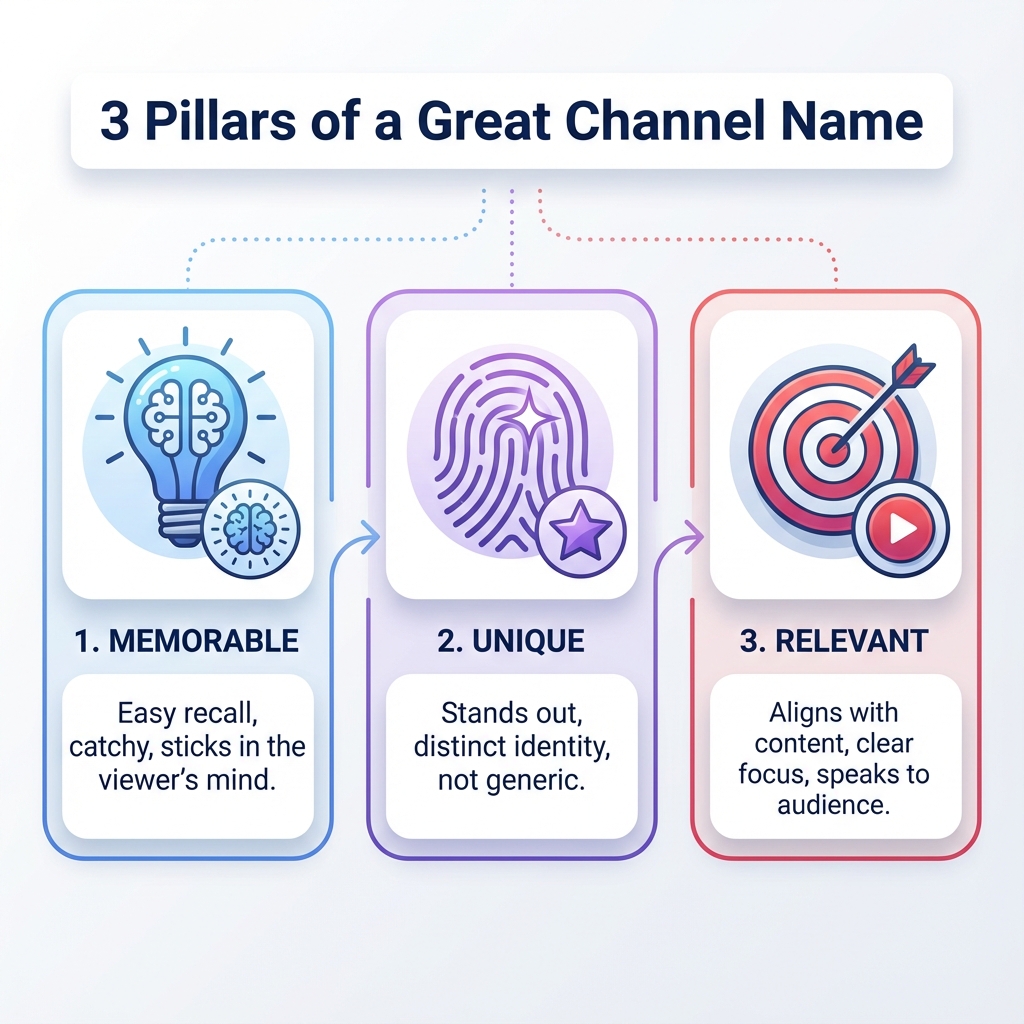 3 Pillars of a Great Channel Name
1. MEMORABLE
Easy recall,
catchy, sticks in the
viewer’s mind.
2. UNIQUE
Stands out,
distinct identity,
not generic.
3. RELEVANT
Aligns with
content, clear
focus, speaks to
audience.